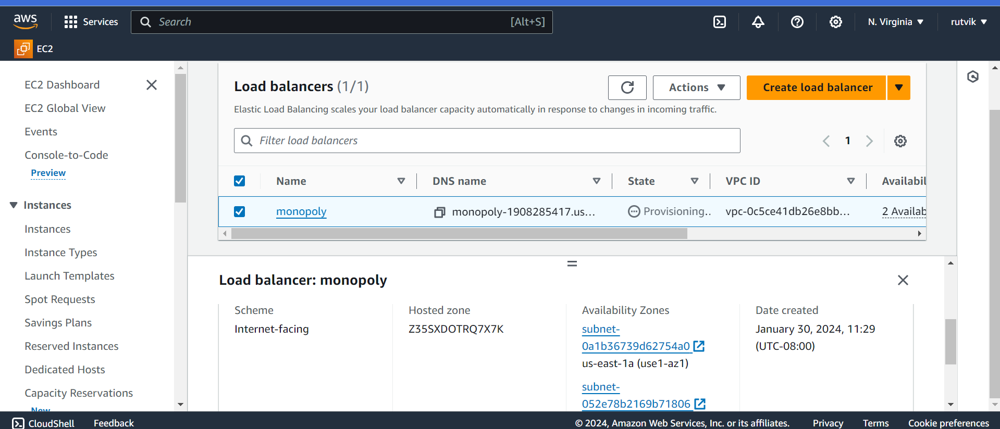 aws
Services
Search
[Alt+S]
N. Virginia
rutvik
EC2
EC2 Dashboard
EC2 Global View
Events
Console-to-Code
Preview
Instances
Instances
Instance Types
Launch Templates
Spot Requests
Savings Plans
Reserved Instances
Dedicated Hosts
Capacity Reservations
New
Load balancers (1/1)
Actions
Create load balancer
Elastic Load Balancing scales your load balancer capacity automatically in response to changes in incoming traffic.
Filter load balancers
1
Name DNS name State VPC ID Availabil
monopoly monopoly-1908285417.us... Provisioning.. vpc-0c5ce41db26e8bb... 2 Availab
Load balancer: monopoly
Scheme
Internet-facing
Hosted zone
Z35SXDOTRQ7X7K
Availability Zones
subnet-
0a1b36739d62754a0
us-east-1a (use1-az1)
subnet-
052e78b2169b71806
Date created
January 30, 2024, 11:29
(UTC-08:00)
CloudShell Feedback © 2024, Amazon Web Services, Inc. or its affiliates. Privacy Terms Cookie preferences